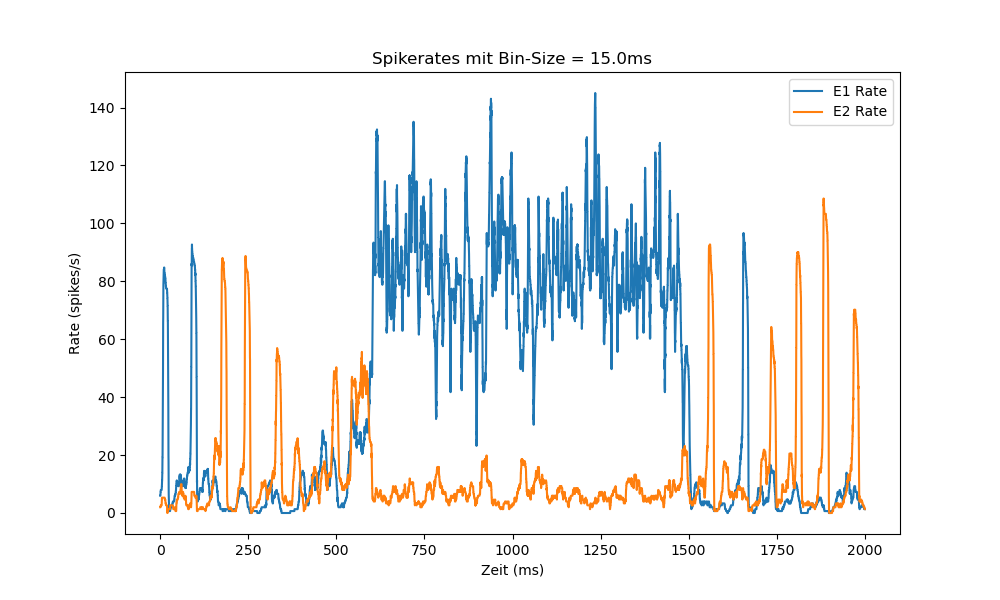 Spikerates mit Bin-Size = 15.0ms
E1 Rate
E2 Rate
Rate (spikes/s)
140
120
100
80
60
40
20
0
0 250 500 750 1000 1250 1500 1750 2000
Zeit (ms)